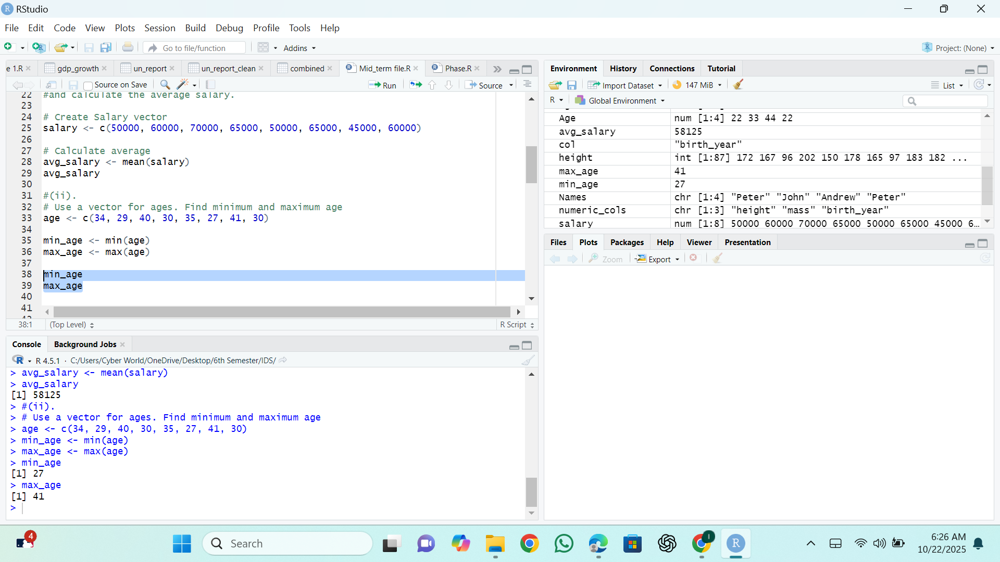 RStudio
File Edit Code View Plots Session Build Debug Profile Tools Help
Go to file/function Addins Project: (None)
e 1.R gdp_growth un_report un_report_clean combined Mid_term file.R Phase.R
Source on Save Run Source
22 #and calculate the average salary.
23
24 # Create Salary vector
25 salary <- c(50000, 60000, 70000, 65000, 50000, 65000, 45000, 60000)
26
27 # Calculate average
28 avg_salary <- mean(salary)
29 avg_salary
30
31 #(ii).
32 # Use a vector for ages. Find minimum and maximum age
33 age <- c(34, 29, 40, 30, 35, 27, 41, 30)
34
35 min_age <- min(age)
36 max_age <- max(age)
37
38 min_age
39 max_age
40
41
38:1 (Top Level) R Script
Console Background Jobs
R 4.5.1 · C:/Users/Cyber World/OneDrive/Desktop/6th Semester/IDS/
> avg_salary <- mean(salary)
> avg_salary
[1] 58125
> #(ii).
> # Use a vector for ages. Find minimum and maximum age
> age <- c(34, 29, 40, 30, 35, 27, 41, 30)
> min_age <- min(age)
> max_age <- max(age)
> min_age
[1] 27
> max_age
[1] 41
>
Environment History Connections Tutorial
Import Dataset 147 MiB List
R Global Environment
Age num [1:4] 22 33 44 22
avg_salary 58125
col "birth_year"
height int [1:87] 172 167 96 202 150 178 165 97 183 182 ...
max_age 41
min_age 27
Names chr [1:4] "Peter" "John" "Andrew" "Peter"
numeric_cols chr [1:3] "height" "mass" "birth_year"
salary num [1:8] 50000 60000 70000 65000 50000 65000 45000 6...
Files Plots Packages Help Viewer Presentation
Zoom Export
4 Search 6:26 AM
10/22/2025